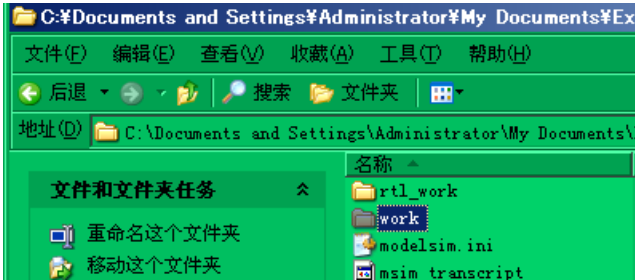 C:¥Documents and Settings¥Administrator¥My Documents¥Ex
文件(F) 编辑(E) 查看(V) 收藏(A) 工具(T) 帮助(H)
后退 搜索 文件夹
地址(D) C:\Documents and Settings\Administrator\My Documents\
名称
文件和文件夹任务
rtl_work
work
重命名这个文件夹
modelsim.ini
移动这个文件夹
msim_transcript